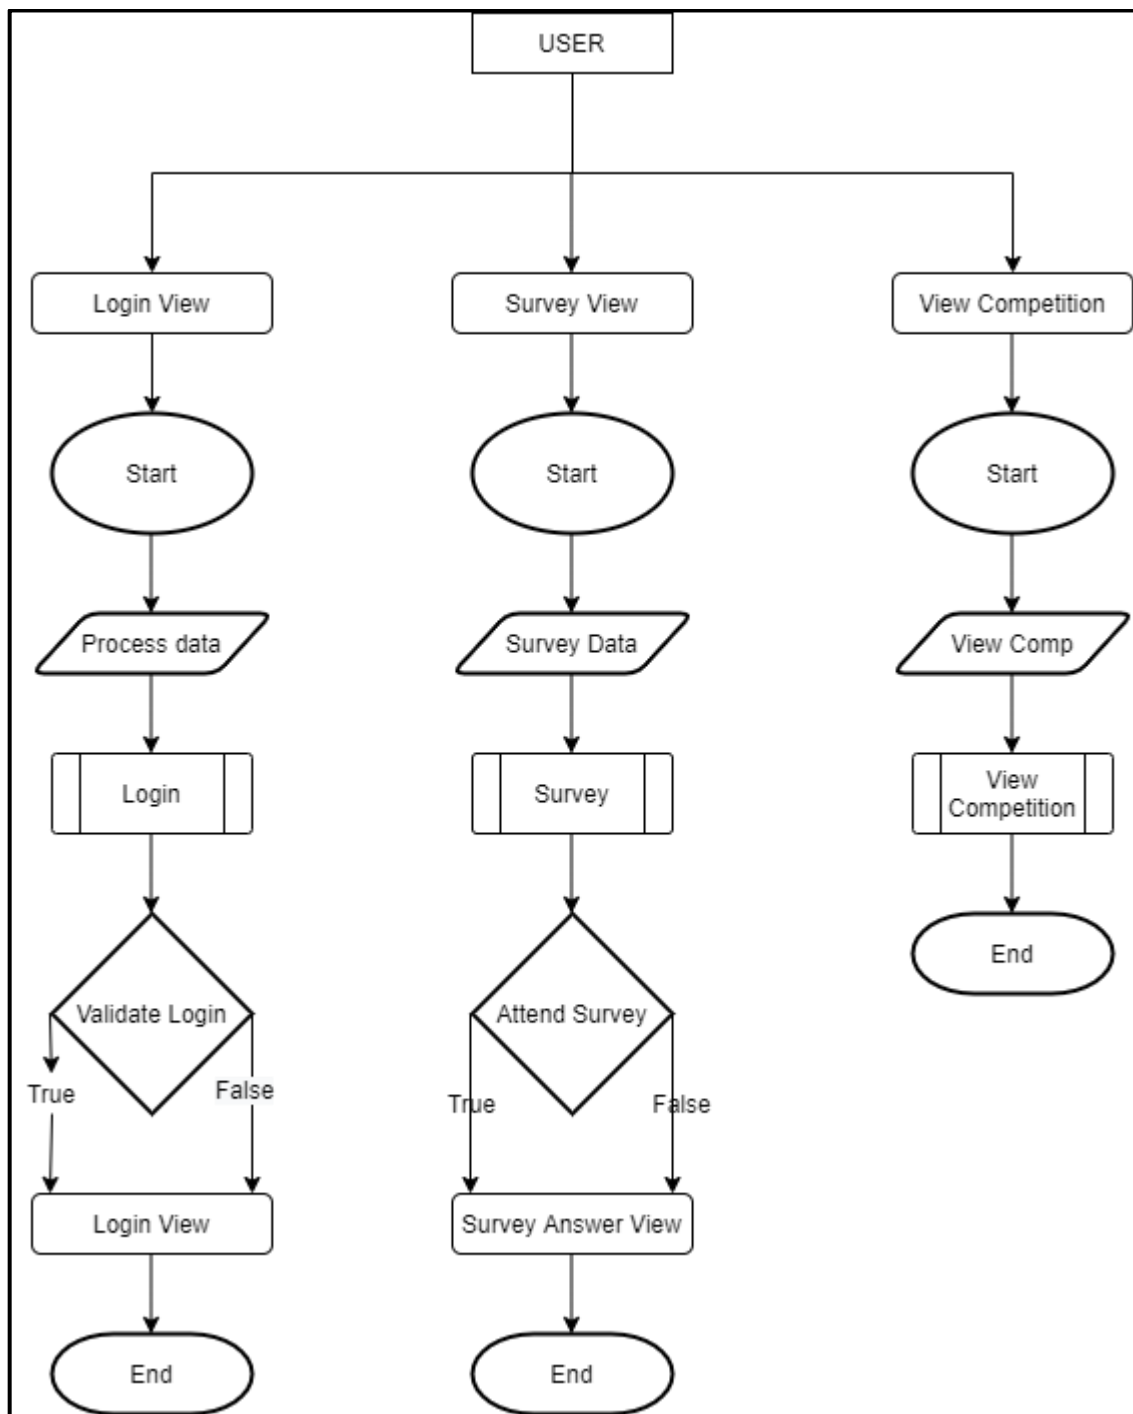 USER
Login View
Survey View
View Competition
Start
Start
Start
Process data
Survey Data
View Comp
Login
Survey
View
Competition
End
Validate Login
Attend Survey
True
False
True
False
Login View
Survey Answer View
End
End